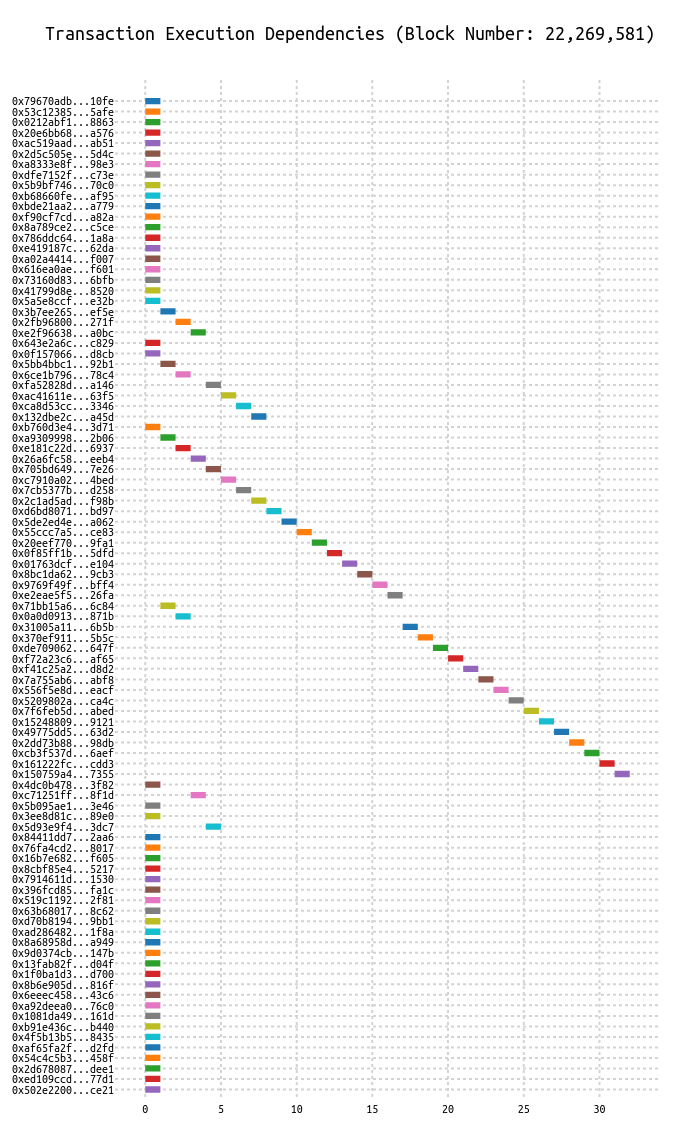 Transaction Execution Dependencies (Block Number: 22,269,581)
0x79670adb...10fe
0x53c12385...5afe
0x0212abf1...8863
0x20e6bb68...a576
0xac519aad...ab51
0x2d5c505e...5d4c
0xa8333e8f...98e3
0xdfe7152f...c73e
0x5b9bf746...70c0
0xb68660fe...af95
0xbde21aa2...a779
0xf90cf7cd...a82a
0x8a789ce2...c5ce
0x786ddc64...1a8a
0xe419187c...62da
0xa02a4414...f007
0x616ea0ae...f601
0x73160d83...6bfb
0x41799d8e...8520
0x5a5e8ccf...e32b
0x3b7ee265...ef5e
0x2fb96800...271f
0xe2f96638...a0bc
0x643e2a6c...c829
0x0f157066...d8cb
0x5bb4bbc1...92b1
0x6ce1b796...78c4
0xfa52828d...a146
0xac41611e...63f5
0xca8d53cc...3346
0x132dbe2c...a45d
0xb760d3e4...3d71
0xa9309998...2b06
0xe181c22d...6937
0x26a6fc58...eeb4
0x705bd649...7e26
0xc7910a02...4bed
0x7cb5377b...d258
0x2c1ad5ad...f98b
0xd6bd8071...bd97
0x5de2ed4e...a062
0x55ccc7a5...ce83
0x20eef770...9fa1
0x0f85ff1b...5dfd
0x01763dcf...e104
0x8bc1da62...9cb3
0x9769f49f...bff4
0xe2eae5f5...26fa
0x71bb15a6...6c84
0x0a0d0913...871b
0x31005a11...6b5b
0x370ef911...5b5c
0xde709062...647f
0xf72a23c6...af65
0xf41c25a2...d8d2
0x7a755ab6...abf8
0x556f5e8d...eacf
0x5209802a...ca4c
0x7f6feb5d...abed
0x15248809...9121
0x49775dd5...63d2
0x2dd73b88...98db
0xcb3f537d...6aef
0x161222fc...cdd3
0x150759a4...7355
0x4dc0b478...3f82
0xc71251ff...8f1d
0x5b095ae1...3e46
0x3ee8d81c...89e0
0x5d93e9f4...3dc7
0x84411dd7...2aa6
0x76fa4cd2...8017
0x16b7e682...f605
0x8cbf85e4...5217
0x7914611d...1530
0x396fcd85...fa1c
0x519c1192...2f81
0x63b68017...8c62
0xd70b8194...9bb1
0xad286482...1f8a
0x8a68958d...a949
0x9d0374cb...147b
0x13fab82f...d04f
0x1f0ba1d3...d700
0x8b6e905d...816f
0x6eeec458...43c6
0xa92deea0...76c0
0x1081da49...161d
0xb91e436c...b440
0x4f5b13b5...8435
0xaf65fa2f...d2fd
0x54c4c5b3...458f
0x2d678087...dee1
0xed109ccd...77d1
0x502e2200...ce21
0 5 10 15 20 25 30